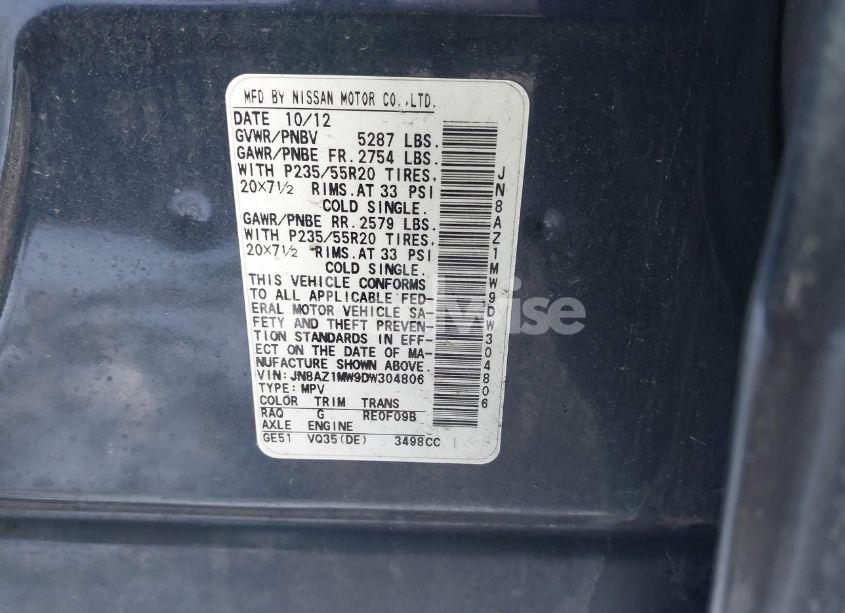 MFD BY NISSAN MOTOR CO.,LTD.
DATE 10/12
GVWR/PNBV 5287 LBS.
GAWR/PNBE FR.2754 LBS.
WITH P235/55R20 TIRES,
20×7½ RIMS.AT 33 PSI
COLD SINGLE.
GAWR/PNBE RR.2579 LBS.
WITH P235/55R20 TIRES,
20×7½ RIMS.AT 33 PSI
COLD SINGLE.
THIS VEHICLE CONFORMS
TO ALL APPLICABLE FED-
ERAL MOTOR VEHICLE SA-
FETY AND THEFT PREVEN-
TION STANDARDS IN EFF-
ECT ON THE DATE OF MA-
NUFACTURE SHOWN ABOVE.
VIN: JN8AZ1MW9DW304806
TYPE: MPV
COLOR TRIM TRANS
RAQ G RE0F09B
AXLE ENGINE
GE51 VQ35(DE) 3498CC
JN8AZ1MW9DW304806